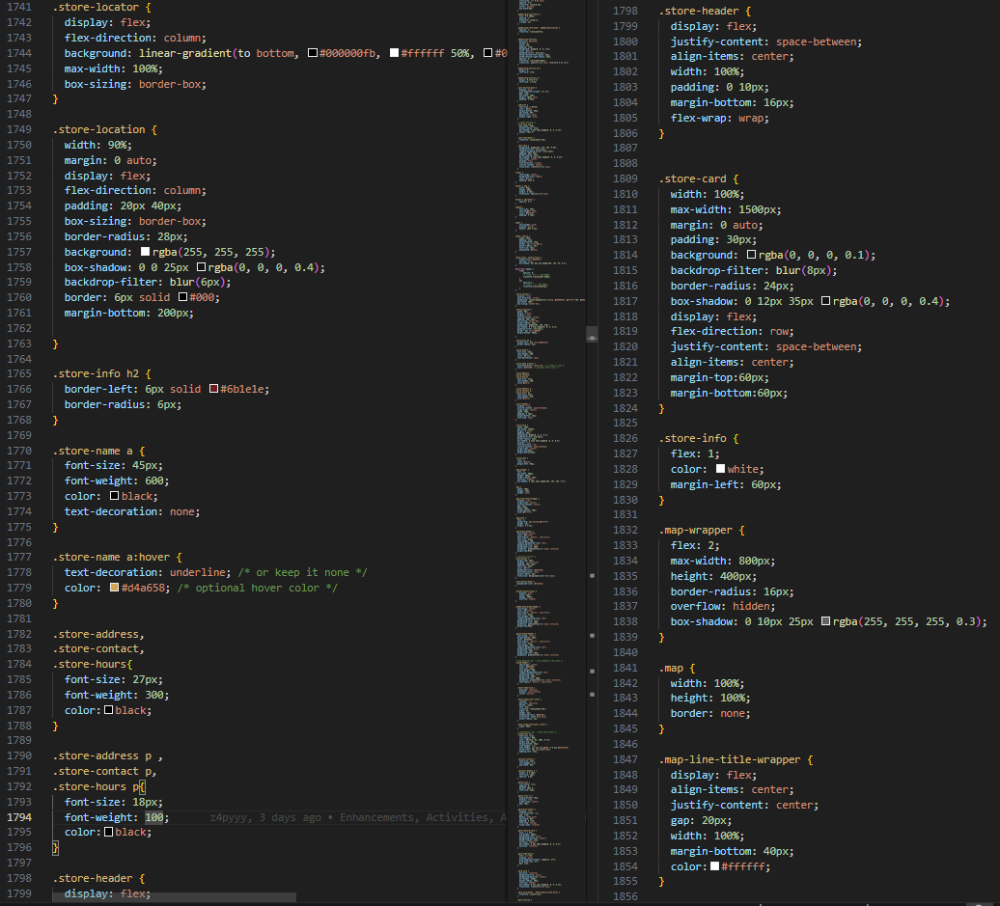 1741 .store-locator {
1742 display: flex;
1743 flex-direction: column;
1744 background: linear-gradient(to bottom, #000000fb, #ffffff 50%, #0
1745 max-width: 100%;
1746 box-sizing: border-box;
1747 }
1748
1749 .store-location {
1750 width: 90%;
1751 margin: 0 auto;
1752 display: flex;
1753 flex-direction: column;
1754 padding: 20px 40px;
1755 box-sizing: border-box;
1756 border-radius: 28px;
1757 background: rgba(255, 255, 255);
1758 box-shadow: 0 0 25px rgba(0, 0, 0, 0.4);
1759 backdrop-filter: blur(6px);
1760 border: 6px solid #000;
1761 margin-bottom: 200px;
1762
1763 }
1764
1765 .store-info h2 {
1766 border-left: 6px solid #6b1e1e;
1767 border-radius: 6px;
1768 }
1769
1770 .store-name a {
1771 font-size: 45px;
1772 font-weight: 600;
1773 color: black;
1774 text-decoration: none;
1775 }
1776
1777 .store-name a:hover {
1778 text-decoration: underline; /* or keep it none */
1779 color: #d4a658; /* optional hover color */
1780 }
1781
1782 .store-address,
1783 .store-contact,
1784 .store-hours{
1785 font-size: 27px;
1786 font-weight: 300;
1787 color: black;
1788 }
1789
1790 .store-address p ,
1791 .store-contact p,
1792 .store-hours p{
1793 font-size: 18px;
1794 font-weight: 100; z4pyyy, 3 days ago • Enhancements, Activities, A
1795 color: black;
1796 }
1797
1798 .store-header {
1799 display: flex;
1798 .store-header {
1799 display: flex;
1800 justify-content: space-between;
1801 align-items: center;
1802 width: 100%;
1803 padding: 0 10px;
1804 margin-bottom: 16px;
1805 flex-wrap: wrap;
1806 }
1807
1808
1809 .store-card {
1810 width: 100%;
1811 max-width: 1500px;
1812 margin: 0 auto;
1813 padding: 30px;
1814 background: rgba(0, 0, 0, 0.1);
1815 backdrop-filter: blur(8px);
1816 border-radius: 24px;
1817 box-shadow: 0 12px 35px rgba(0, 0, 0, 0.4);
1818 display: flex;
1819 flex-direction: row;
1820 justify-content: space-between;
1821 align-items: center;
1822 margin-top:60px;
1823 margin-bottom:60px;
1824 }
1825
1826 .store-info {
1827 flex: 1;
1828 color: white;
1829 margin-left: 60px;
1830 }
1831
1832 .map-wrapper {
1833 flex: 2;
1834 max-width: 800px;
1835 height: 400px;
1836 border-radius: 16px;
1837 overflow: hidden;
1838 box-shadow: 0 10px 25px rgba(255, 255, 255, 0.3);
1839 }
1840
1841 .map {
1842 width: 100%;
1843 height: 100%;
1844 border: none;
1845 }
1846
1847 .map-line-title-wrapper {
1848 display: flex;
1849 align-items: center;
1850 justify-content: center;
1851 gap: 20px;
1852 width: 100%;
1853 margin-bottom: 40px;
1854 color: #ffffff;
1855 }
1856